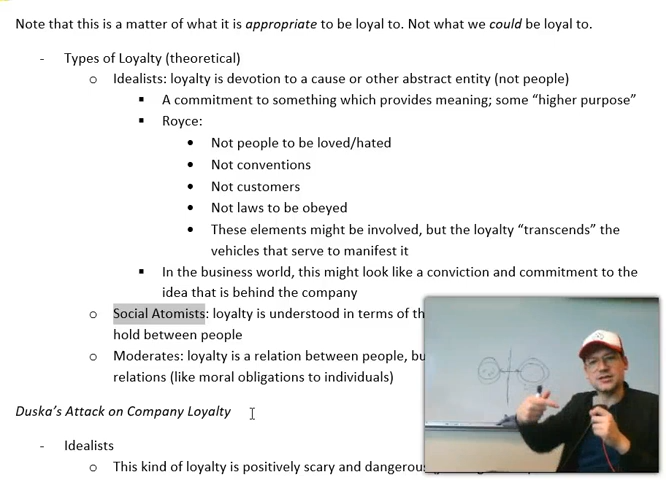 Note that this is a matter of what it is appropriate to be loyal to. Not what we could be loyal to.
- Types of Loyalty (theoretical)
o Idealists: loyalty is devotion to a cause or other abstract entity (not people)
▪ A commitment to something which provides meaning; some “higher purpose”
▪ Royce:
• Not people to be loved/hated
• Not conventions
• Not customers
• Not laws to be obeyed
• These elements might be involved, but the loyalty “transcends” the
vehicles that serve to manifest it
▪ In the business world, this might look like a conviction and commitment to the
idea that is behind the company
o Social Atomists: loyalty is understood in terms of th
hold between people
o Moderates: loyalty is a relation between people, bu
relations (like moral obligations to individuals)
Duska’s Attack on Company Loyalty
- Idealists
o This kind of loyalty is positively scary and dangerou